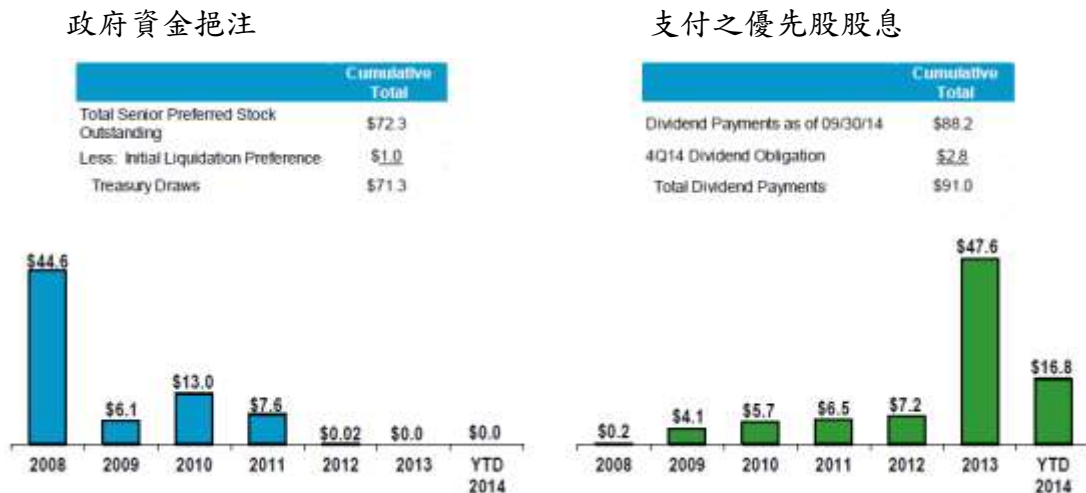 政府資金挹注
Cumulative
Total
Total Senior Preferred Stock
Outstanding
$72.3
Less: Initial Liquidation Preference
$1.0
Treasury Draws
$71.3
$44.6
$6.1
$13.0
$7.6
$0.02
$0.0
$0.0
2008
2009
2010
2011
2012
2013
YTD
2014
支付之優先股股息
Cumulative
Total
Dividend Payments as of 09/30/14
$88.2
4Q14 Dividend Obligation
$2.8
Total Dividend Payments
$91.0
$0.2
$4.1
$5.7
$6.5
$7.2
$47.6
$16.8
2008
2009
2010
2011
2012
2013
YTD
2014